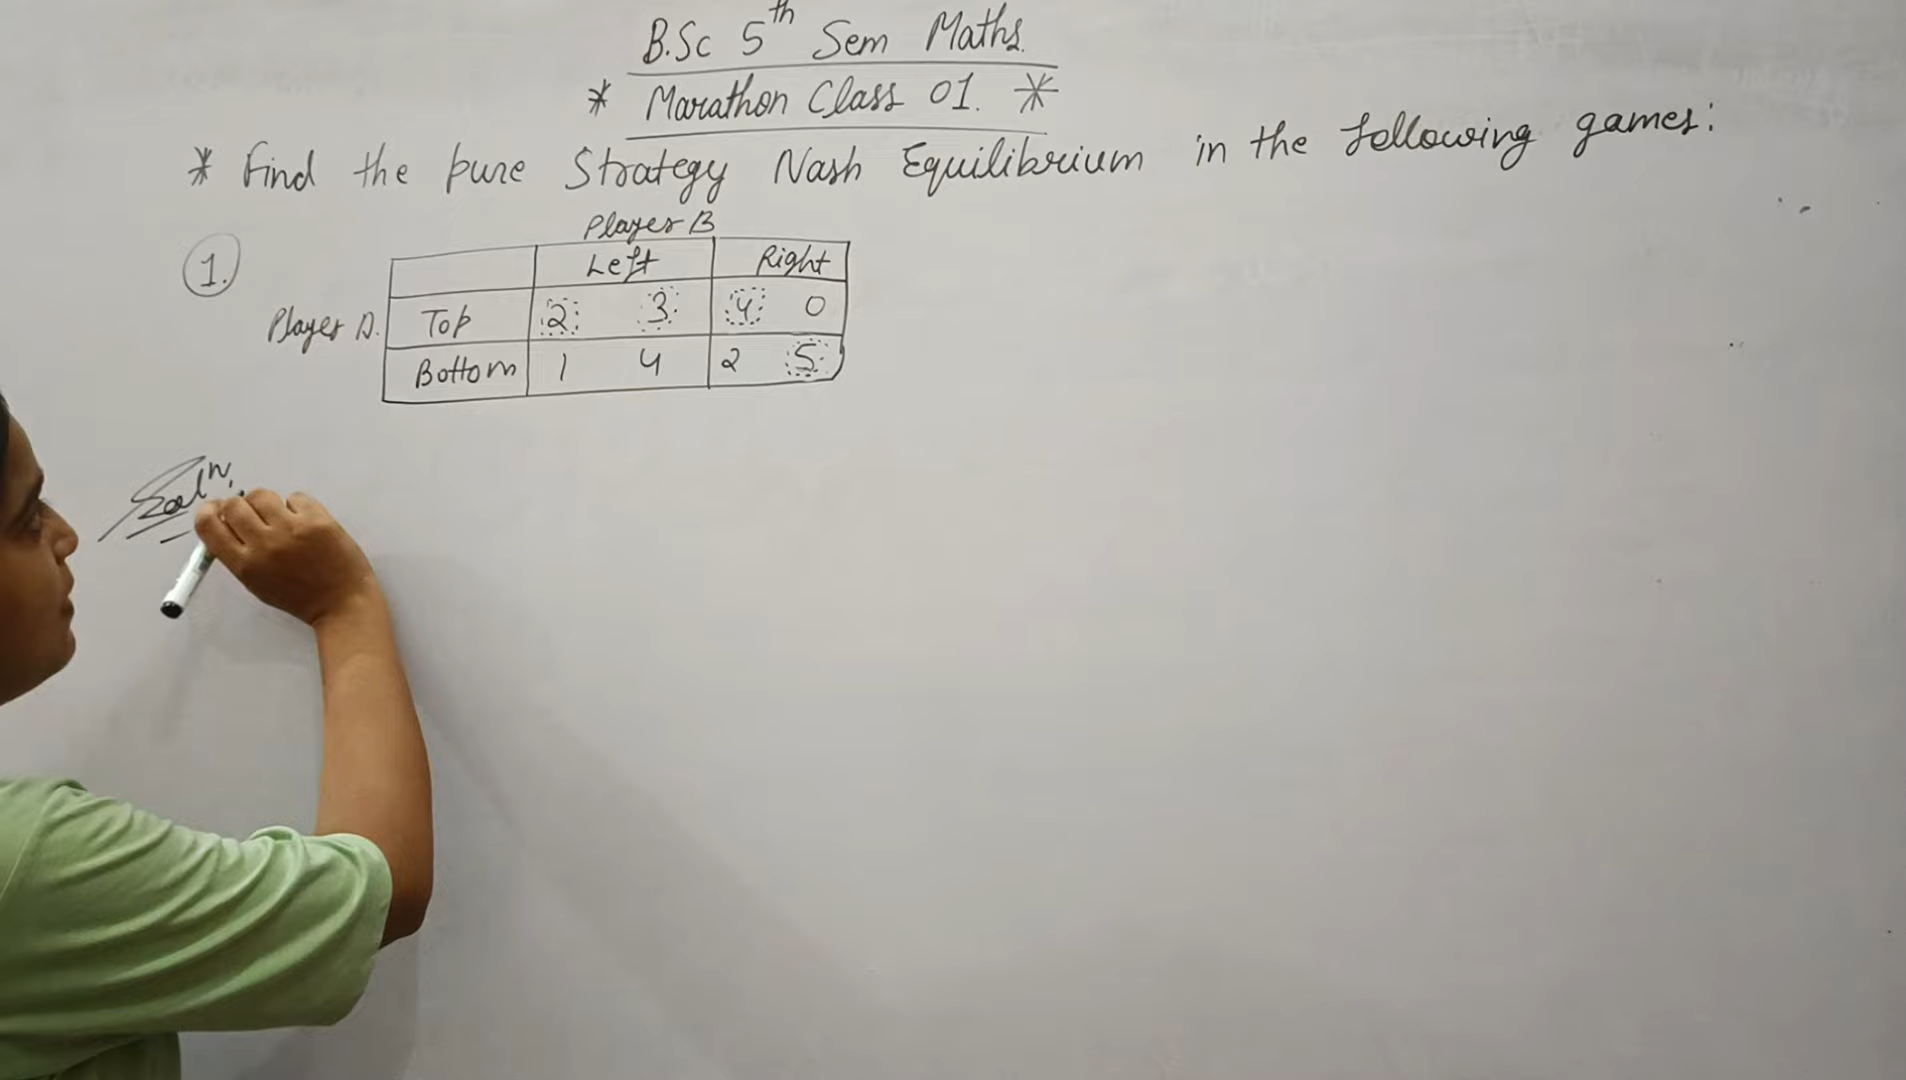 B.Sc 5th Sem Maths.
* Marathon Class 01. *
* Find the pure Strategy Nash Equilibrium in the following games:
Player B
1.
Left Right
Player A. Top 2 3 4 0
Bottom 1 4 2 5
Soln.